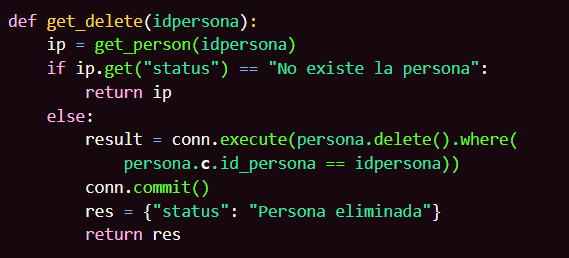 def get_delete(idpersona):
    ip = get_person(idpersona)
    if ip.get("status") == "No existe la persona":
        return ip
    else:
        result = conn.execute(persona.delete().where(
            persona.c.id_persona == idpersona))
        conn.commit()
        res = {"status": "Persona eliminada"}
        return res